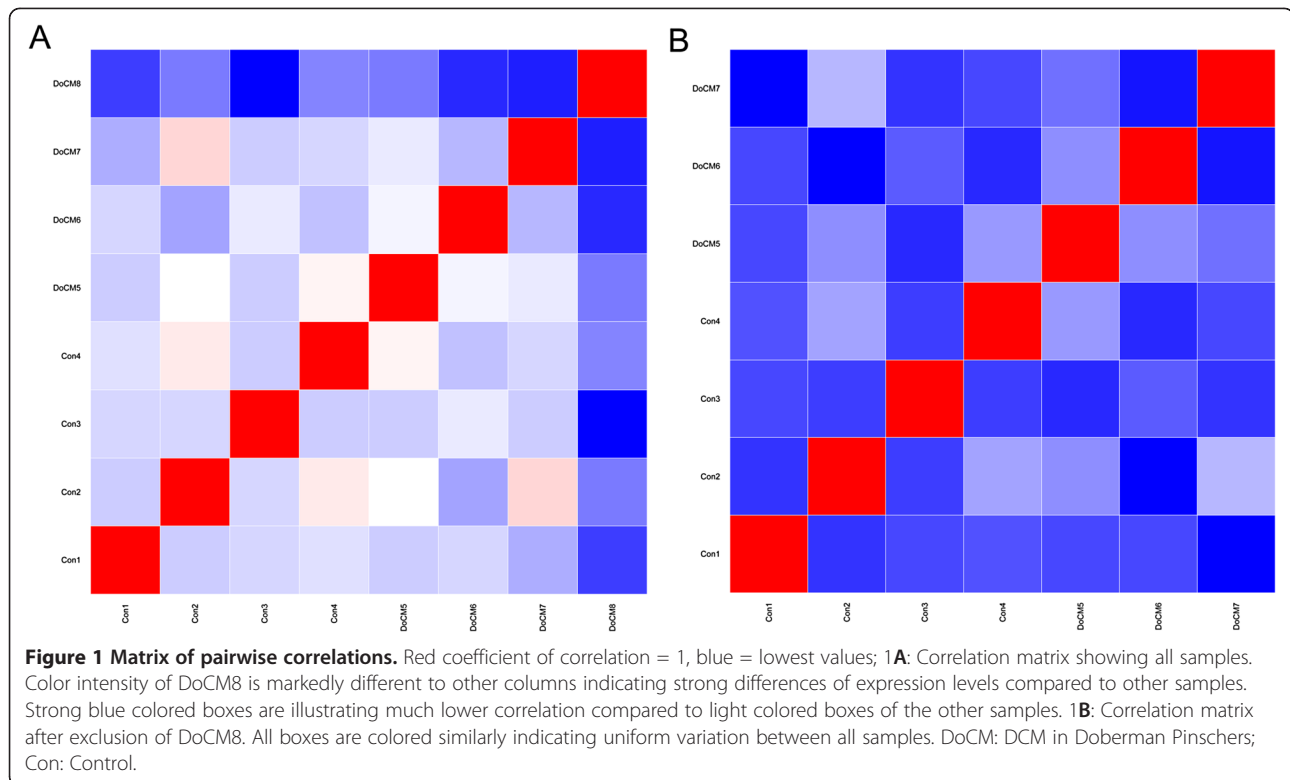 A
DoCM8
DoCM7
DoCM6
DoCM5
Con4
Con3
Con2
Con1
Con1
Con2
Con3
Con4
DoCM5
DoCM6
DoCM7
DoCM8
B
DoCM7
DoCM6
DoCM5
Con4
Con3
Con2
Con1
Con1
Con2
Con3
Con4
DoCM5
DoCM6
DoCM7
Figure 1 Matrix of pairwise correlations. Red coefficient of correlation = 1, blue = lowest values; 1A: Correlation matrix showing all samples.
Color intensity of DoCM8 is markedly different to other columns indicating strong differences of expression levels compared to other samples.
Strong blue colored boxes are illustrating much lower correlation compared to light colored boxes of the other samples. 1B: Correlation matrix
after exclusion of DoCM8. All boxes are colored similarly indicating uniform variation between all samples. DoCM: DCM in Doberman Pinschers;
Con: Control.